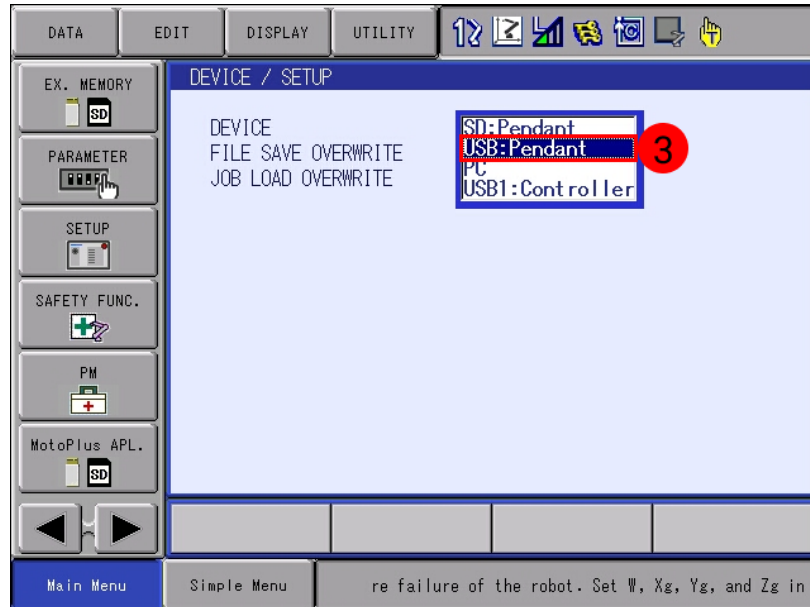 DATA
EDIT
DISPLAY
UTILITY
EX. MEMORY
SD
PARAMETER
SETUP
SAFETY FUNC.
PM
MotoPlus APL.
SD
DEVICE / SETUP
DEVICE
FILE SAVE OVERWRITE
JOB LOAD OVERWRITE
SD:Pendant
USB:Pendant
PC
USB1:Controller
3
Main Menu
Simple Menu
re failure of the robot. Set W, Xg, Yg, and Zg in